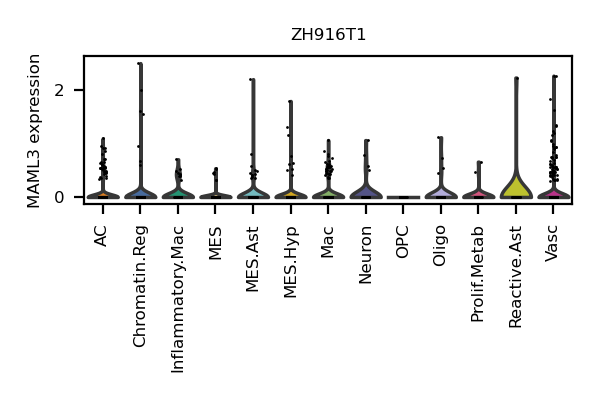 ZH916T1
MAML3 expression
2
0
AC
Chromatin.Reg
Inflammatory.Mac
MES
MES.Ast
MES.Hyp
Mac
Neuron
OPC
Oligo
Prolif.Metab
Reactive.Ast
Vasc